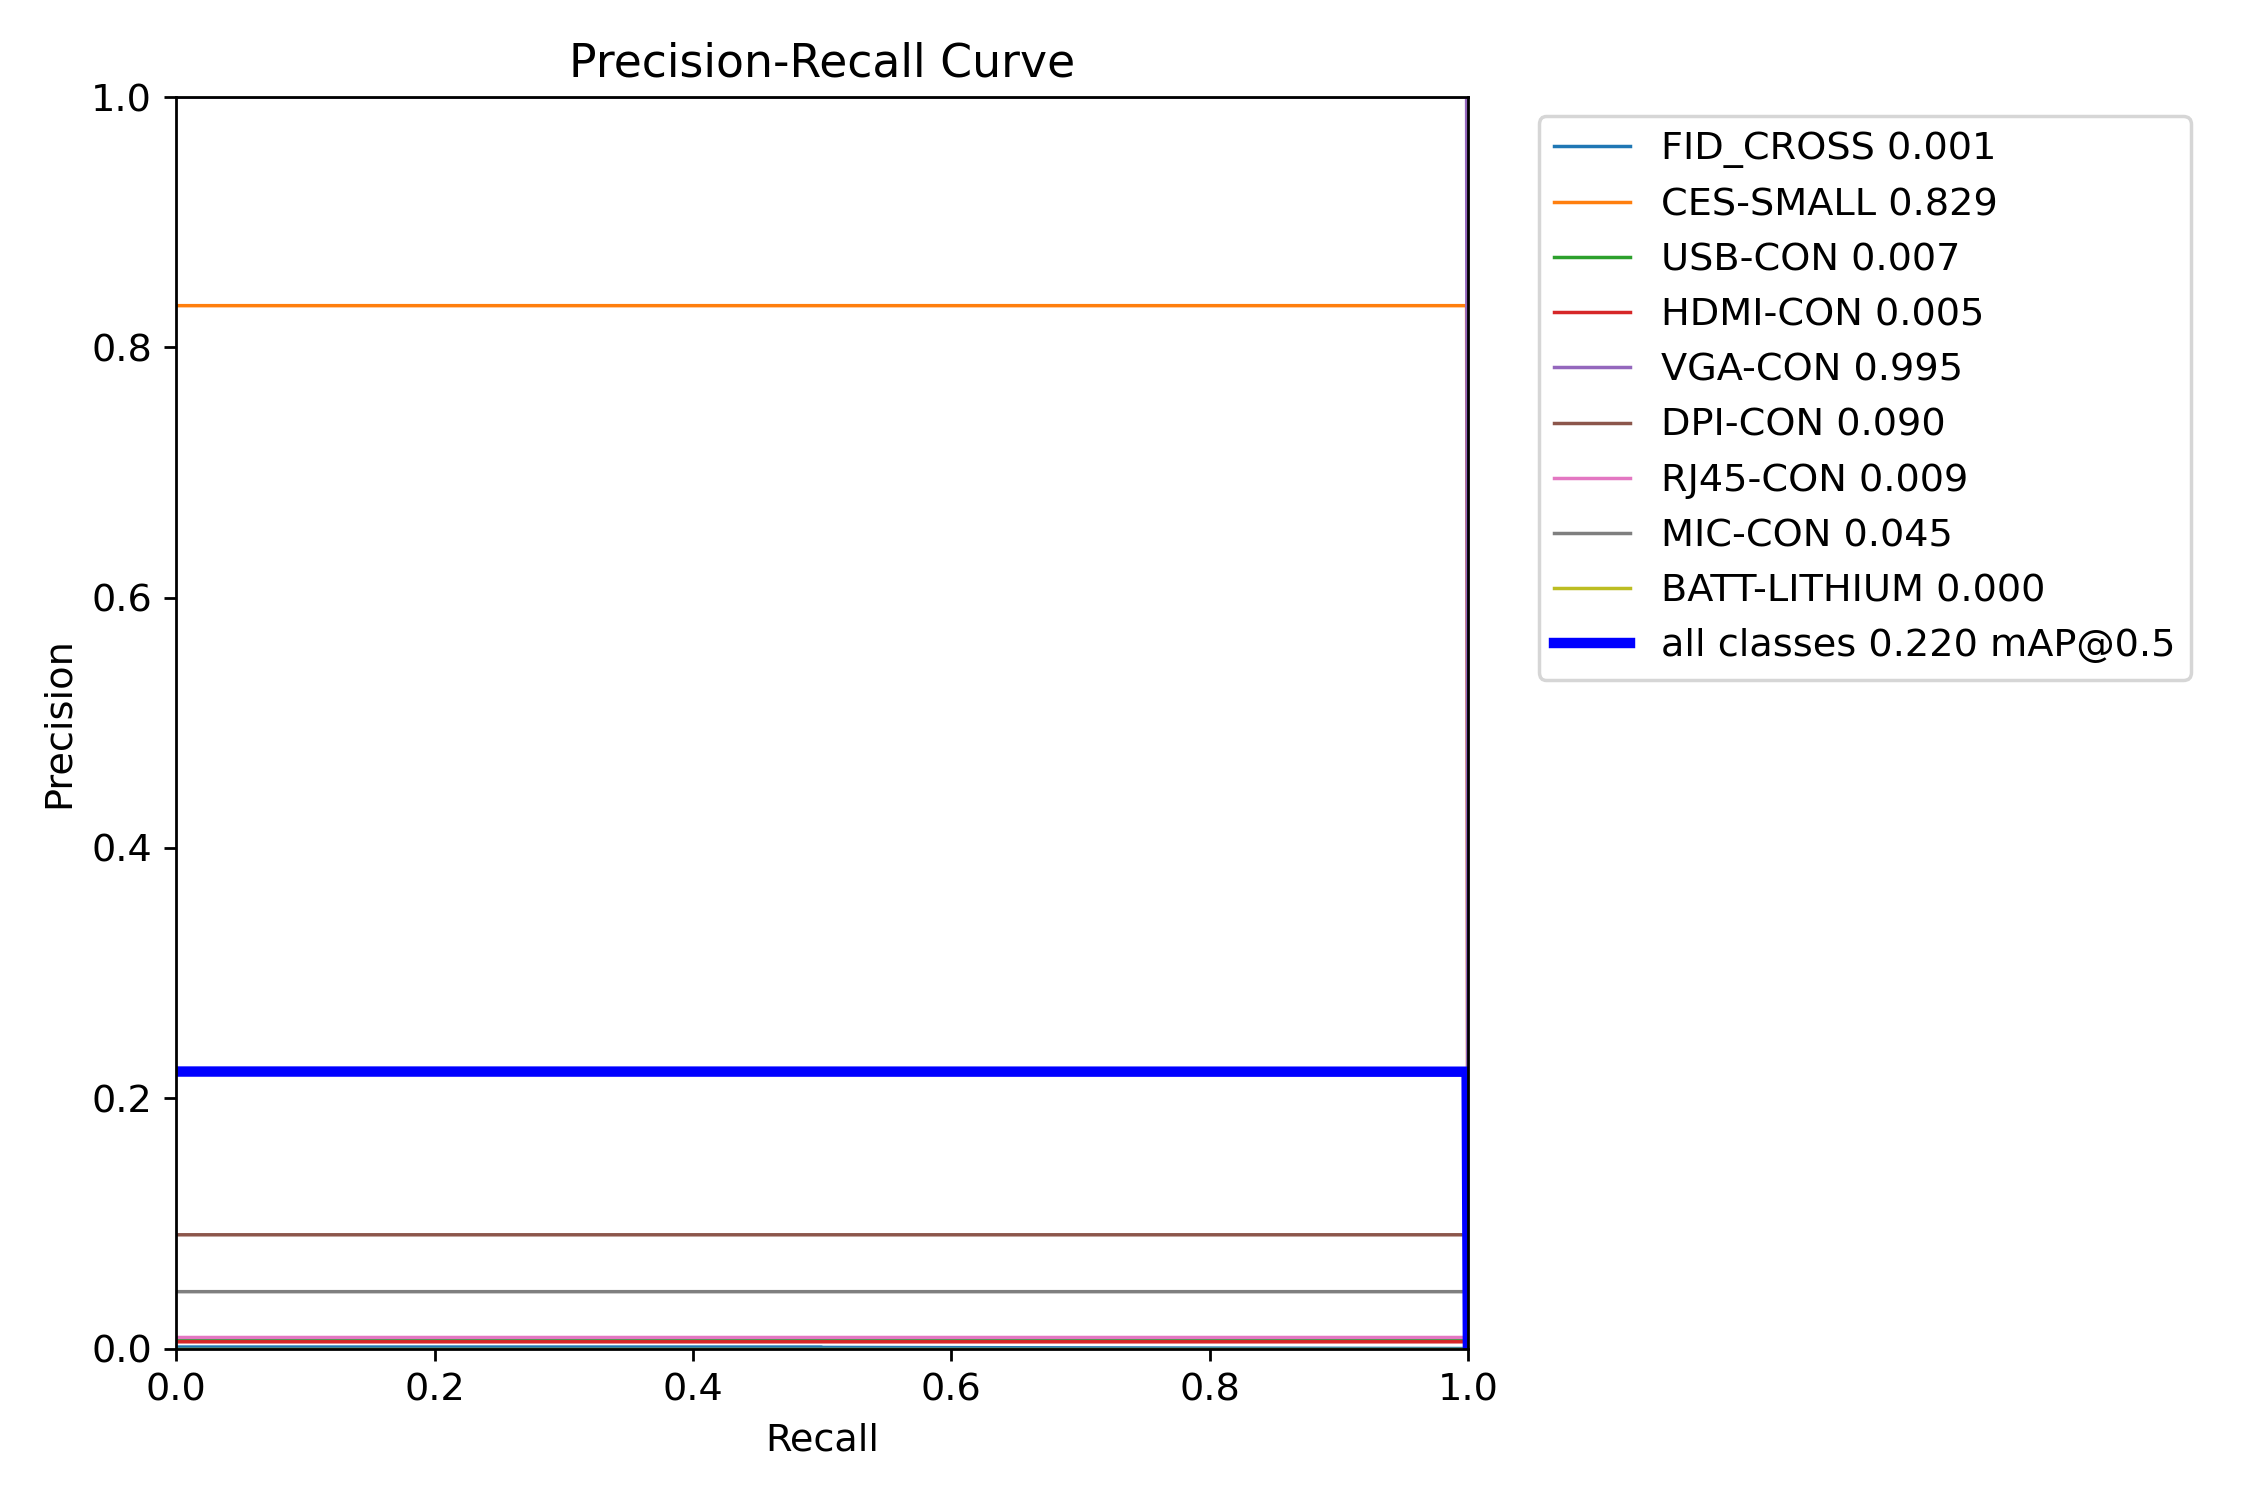 Precision-Recall Curve
1.0
0.8
0.6
0.4
0.2
0.0
Precision
0.0 0.2 0.4 0.6 0.8 1.0
Recall
FID_CROSS 0.001
CES-SMALL 0.829
USB-CON 0.007
HDMI-CON 0.005
VGA-CON 0.995
DPI-CON 0.090
RJ45-CON 0.009
MIC-CON 0.045
BATT-LITHIUM 0.000
all classes 0.220 mAP@0.5